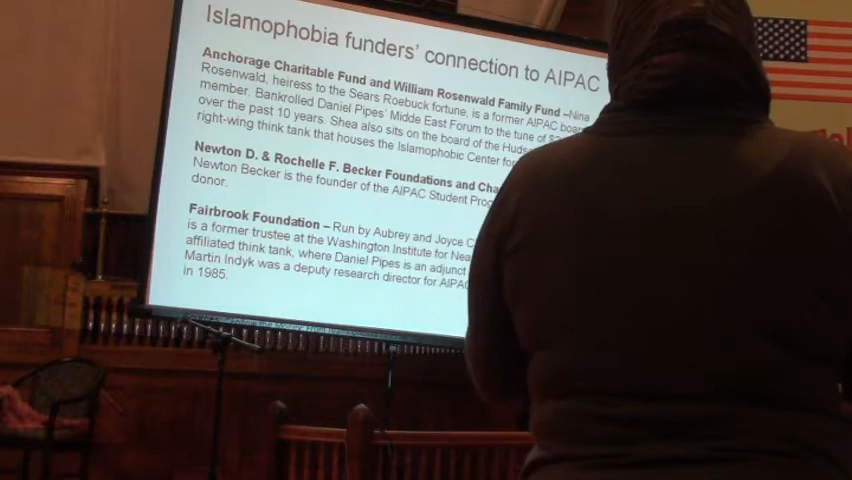 Islamophobia funders' connection to AIPAC
Anchorage Charitable Fund and William Rosenwald Family Fund –Nina
Rosenwald, heiress to the Sears Roebuck fortune, is a former AIPAC board
member. Bankrolled Daniel Pipes' Midde East Forum to the tune of
over the past 10 years. Shea also sits on the board of the
right-wing think tank that houses the Islamophobic Center for
Newton D. & Rochelle F. Becker Foundations and
Newton Becker is the founder of the AIPAC Student
donor.
Fairbrook Foundation – Run by Aubrey and Joyce
is a former trustee at the Washington Institute for
affiliated think tank, where Daniel Pipes is an adjunct
Martin Indyk was a deputy research director for AIPAC
in 1985.